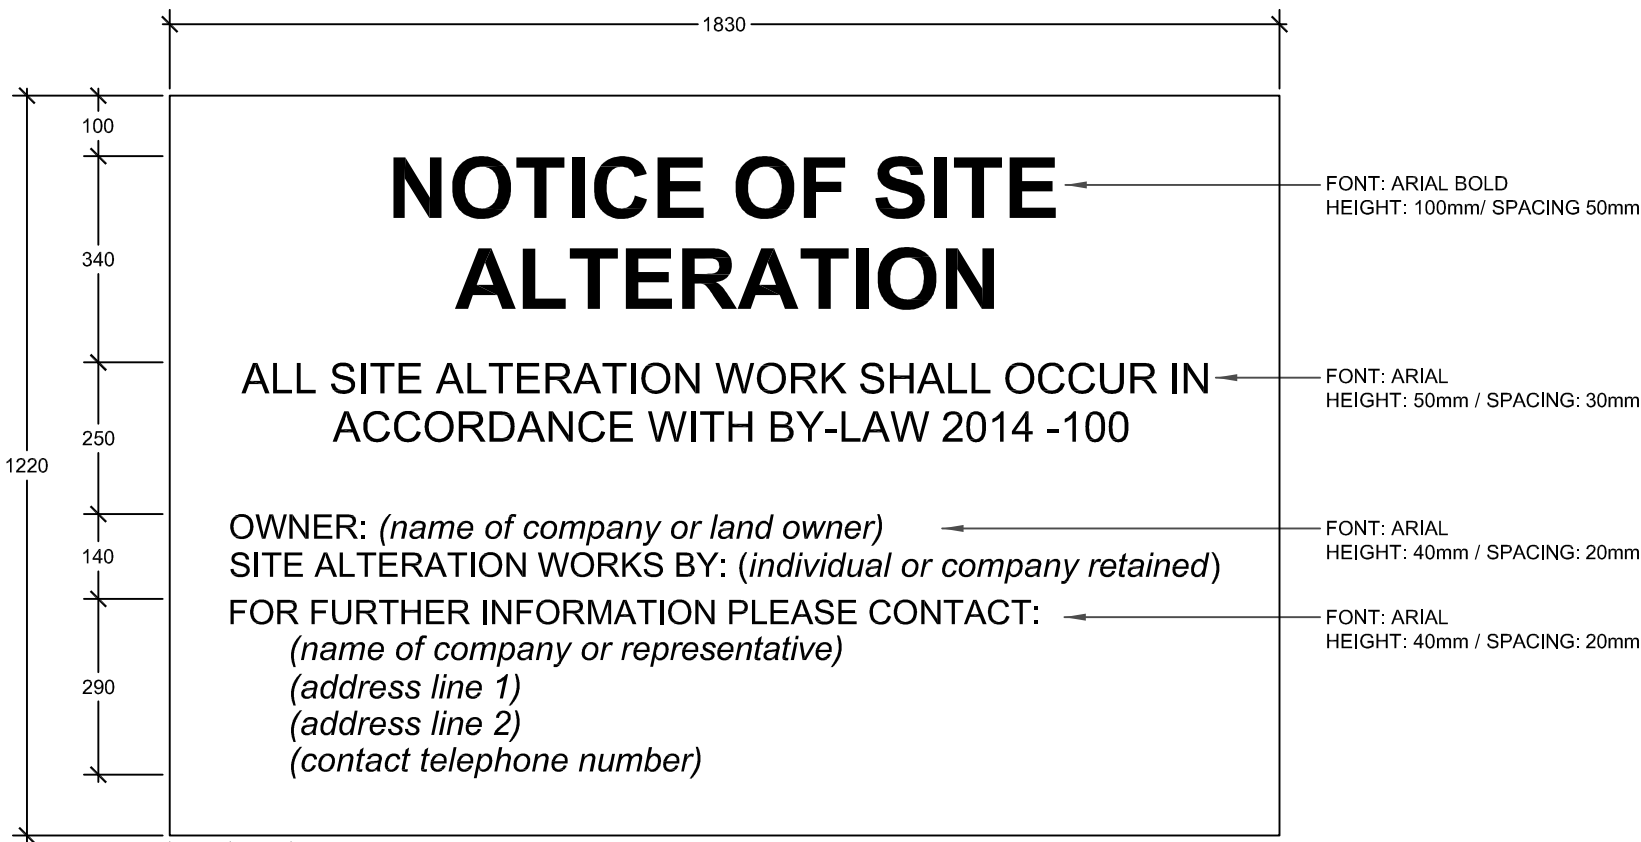 1830
100
NOTICE OF SITE
FONT: ARIAL BOLD
HEIGHT: 100mm/ SPACING 50mm
340
ALTERATION
ALL SITE ALTERATION WORK SHALL OCCUR IN
FONT: ARIAL
HEIGHT: 50mm / SPACING: 30mm
ACCORDANCE WITH BY-LAW 2014 -100
250
1220
OWNER: (name of company or land owner)
FONT: ARIAL
HEIGHT: 40mm / SPACING: 20mm
140
SITE ALTERATION WORKS BY: (individual or company retained)
FOR FURTHER INFORMATION PLEASE CONTACT:
FONT: ARIAL
HEIGHT: 40mm / SPACING: 20mm
(name of company or representative)
290
(address line 1)
(address line 2)
(contact telephone number)